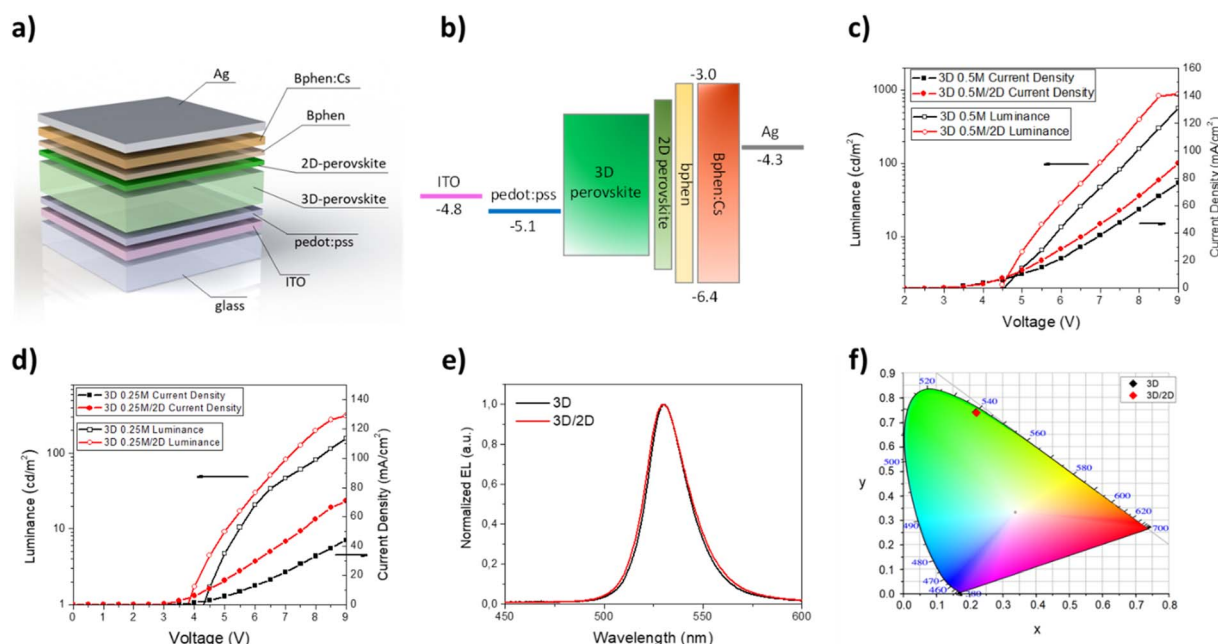 a)
Ag
Bphen:Cs
Bphen
2D-perovskite
3D-perovskite
pedot:pss
ITO
glass
b)
-3.0
ITO
-4.8
pedot:pss
-5.1
3D
perovskite
2D perovskite
bphen
Bphen:Cs
Ag
-4.3
-6.4
c)
3D 0.5M Current Density
3D 0.5M/2D Current Density
3D 0.5M Luminance
3D 0.5M/2D Luminance
Luminance (cd/m²)
1000
100
10
Current Density (mA/cm²)
160
140
120
100
80
60
40
20
0
2 3 4 5 6 7 8 9
Voltage (V)
d)
3D 0.25M Current Density
3D 0.25M/2D Current Density
3D 0.25M Luminance
3D 0.25M/2D Luminance
Luminance (cd/m²)
100
10
1
Current Density (mA/cm²)
140
120
100
80
60
40
20
0
0 1 2 3 4 5 6 7 8 9
Voltage (V)
e)
3D
3D/2D
Normalized EL (a.u.)
1,0
0,8
0,6
0,4
0,2
0,0
450 500 550 600
Wavelength (nm)
f)
3D
3D/2D
y
0.9
0.8
0.7
0.6
0.5
0.4
0.3
0.2
0.1
0.0
520
540
560
500
580
600
620
700
490
480
470
460
0.0 0.1 0.2 0.3 0.4 0.5 0.6 0.7 0.8
x